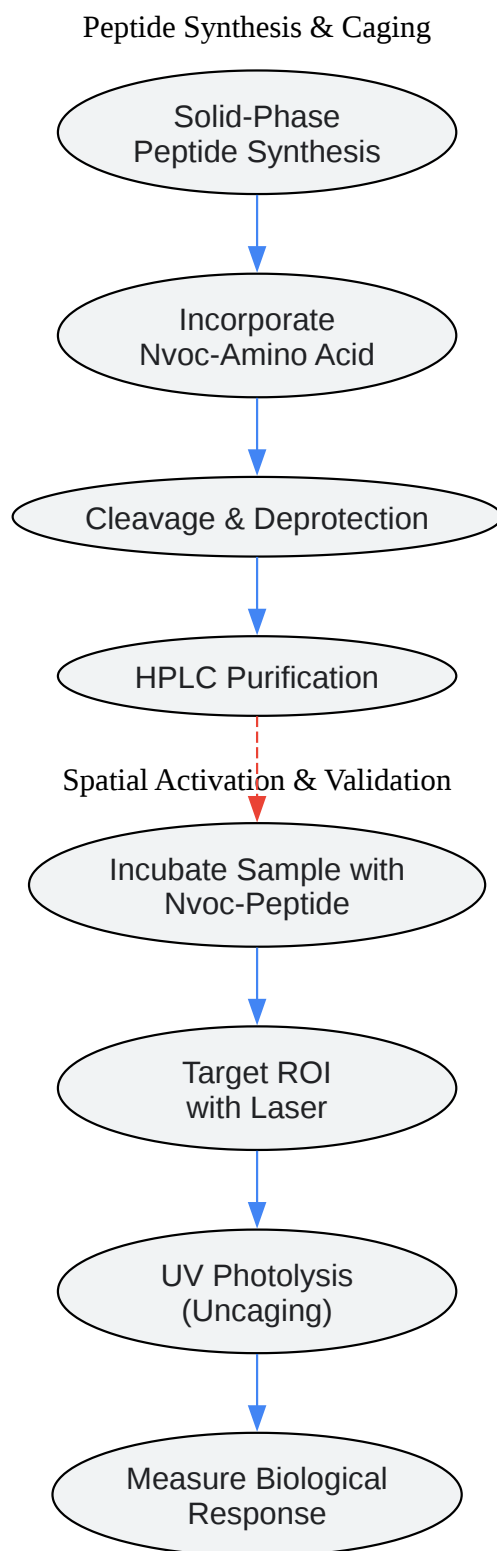 Peptide Synthesis & Caging
Solid-Phase
Peptide Synthesis
Incorporate
Nvoc-Amino Acid
Cleavage & Deprotection
HPLC Purification
Spatial Activation & Validation
Incubate Sample with
Nvoc-Peptide
Target ROI
with Laser
UV Photolysis
(Uncaging)
Measure Biological
Response